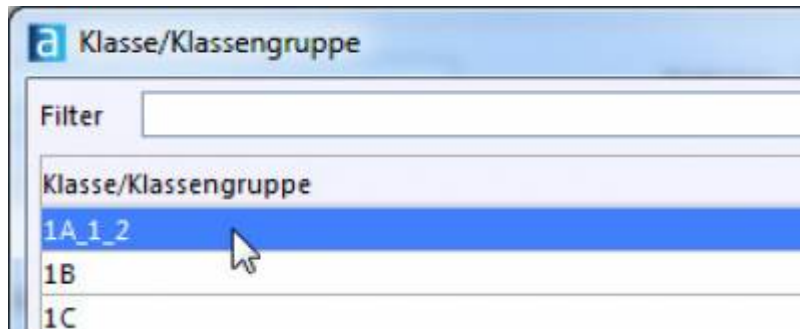 a Klasse/Klassengruppe
Filter
Klasse/Klassengruppe
1A_1_2
1B
1C